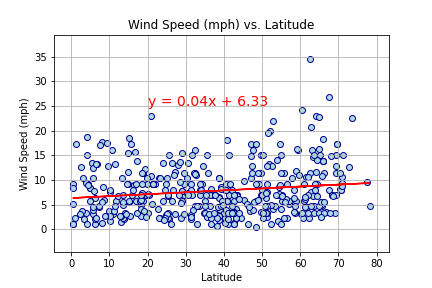 Wind Speed (mph) vs. Latitude
35
30
25
20
15
10
5
0
Wind Speed (mph)
y = 0.04x + 6.33
0 10 20 30 40 50 60 70 80
Latitude